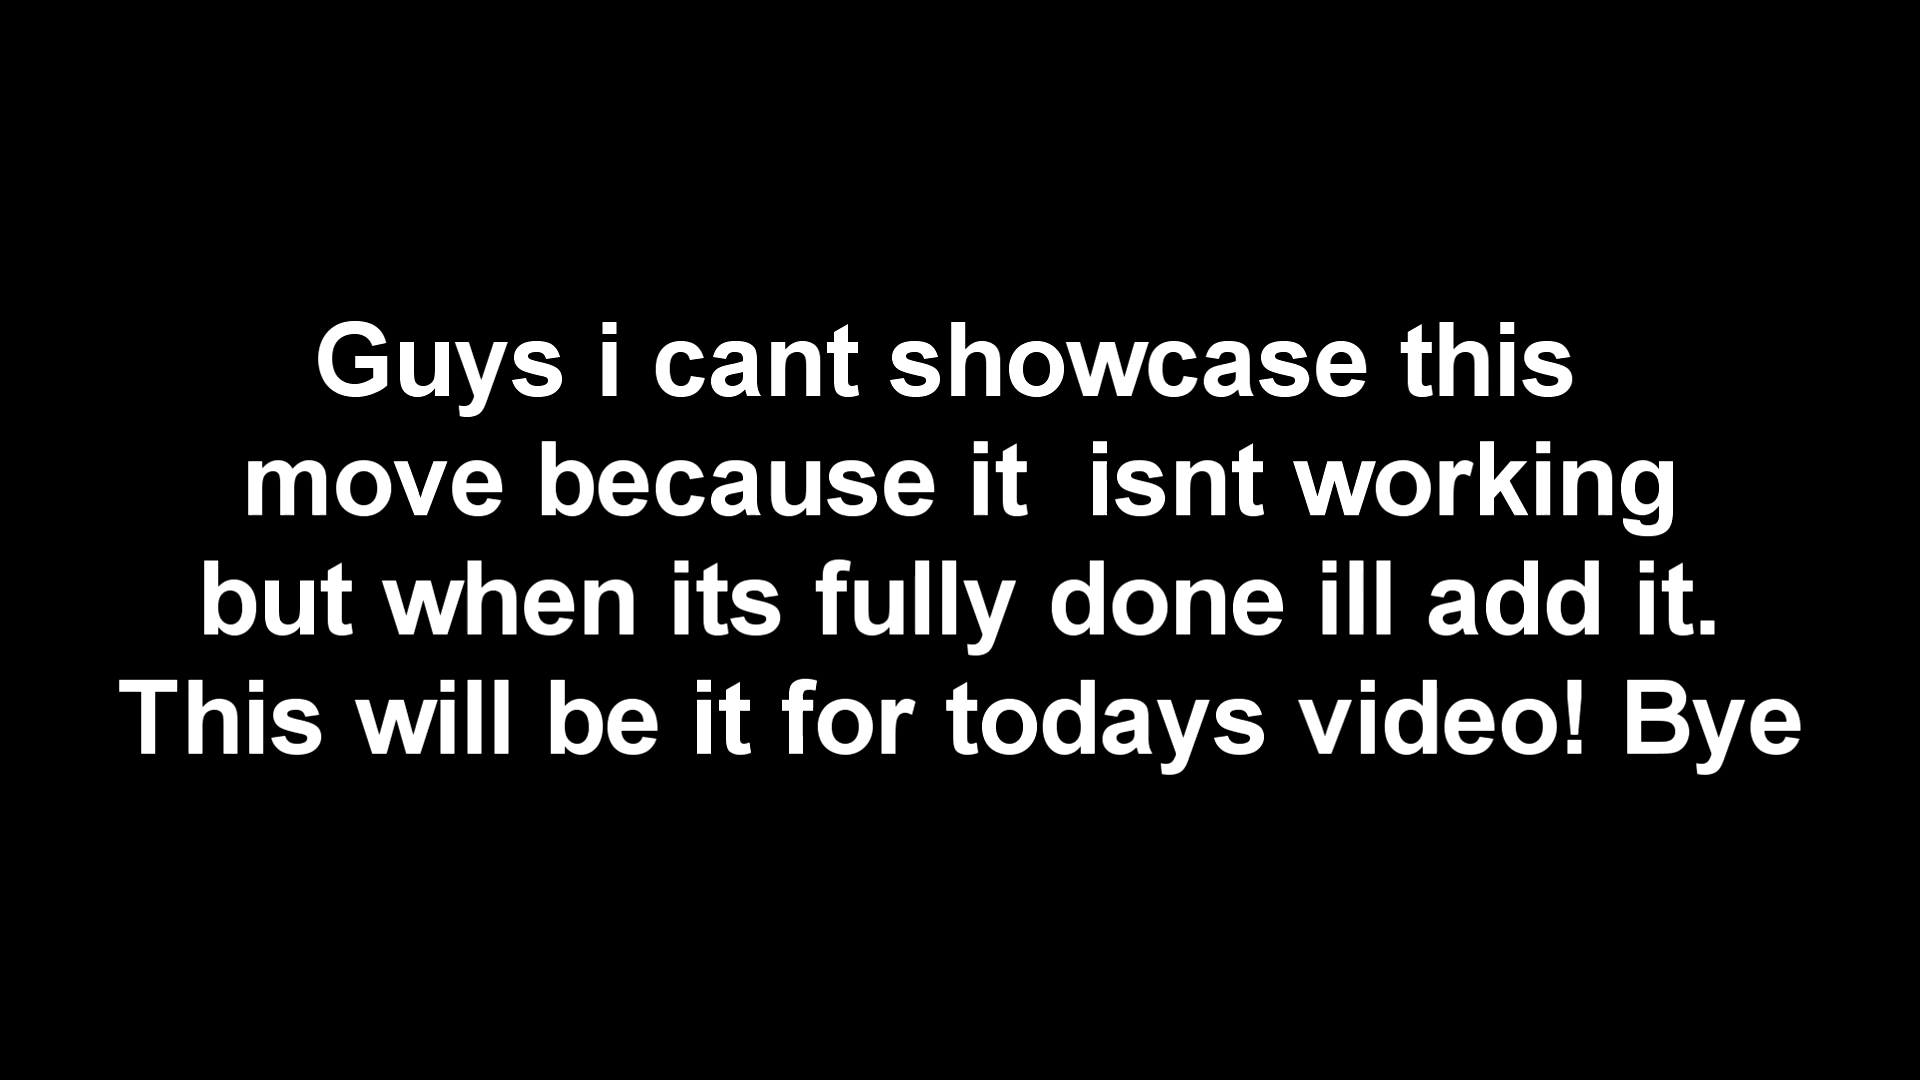 Guys i cant showcase this
move because it  isnt working
but when its fully done ill add it.
This will be it for todays video! Bye